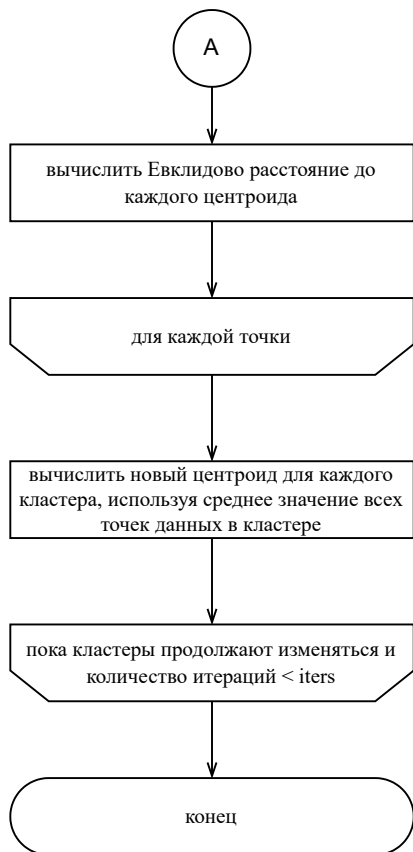 A
вычислить Евклидово расстояние до
каждого центроида
для каждой точки
вычислить новый центроид для каждого
кластера, используя среднее значение всех
точек данных в кластере
пока кластеры продолжают изменяться и
количество итераций < iters
конец